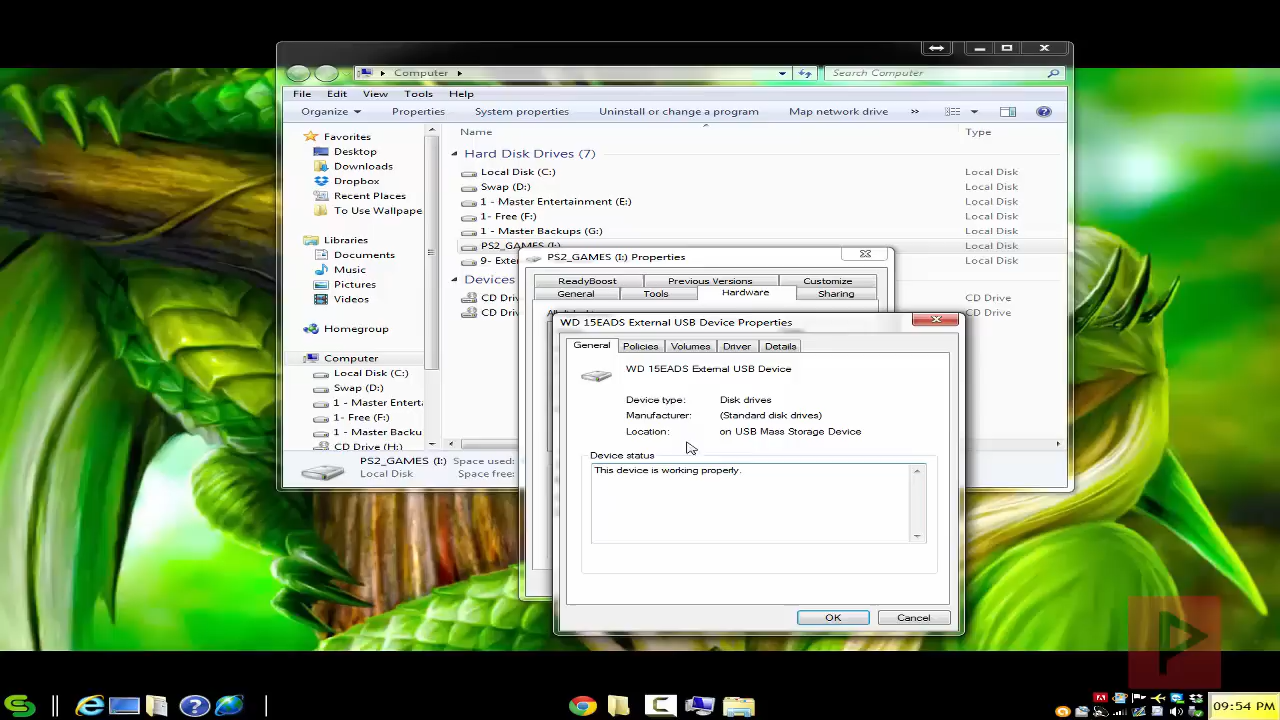 Computer
Search Computer
File Edit View Tools Help
Organize Properties System properties Uninstall or change a program Map network drive »
Name Type
Favorites
Desktop
Downloads
Dropbox
Recent Places
To Use Wallpape
Libraries
Documents
Music
Pictures
Videos
Homegroup
Computer
Local Disk (C:)
Swap (D:)
1 - Master Enterta
1- Free (F:)
1 - Master Backu
CD Drive (H:)
Hard Disk Drives (7)
Local Disk (C:) Local Disk
Swap (D:) Local Disk
1 - Master Entertainment (E:) Local Disk
1- Free (F:) Local Disk
1 - Master Backups (G:) Local Disk
PS2_GAMES (I:) Local Disk
9- Exter Local Disk
Devices
CD Driv CD Drive
CD Driv CD Drive
PS2_GAMES (I:) Space used:
Local Disk Space free:
PS2_GAMES (I:) Properties
ReadyBoost Previous Versions Customize
General Tools Hardware Sharing
WD 15EADS External USB Device Properties
General Policies Volumes Driver Details
WD 15EADS External USB Device
Device type: Disk drives
Manufacturer: (Standard disk drives)
Location: on USB Mass Storage Device
Device status
This device is working properly.
OK Cancel
09:54 PM